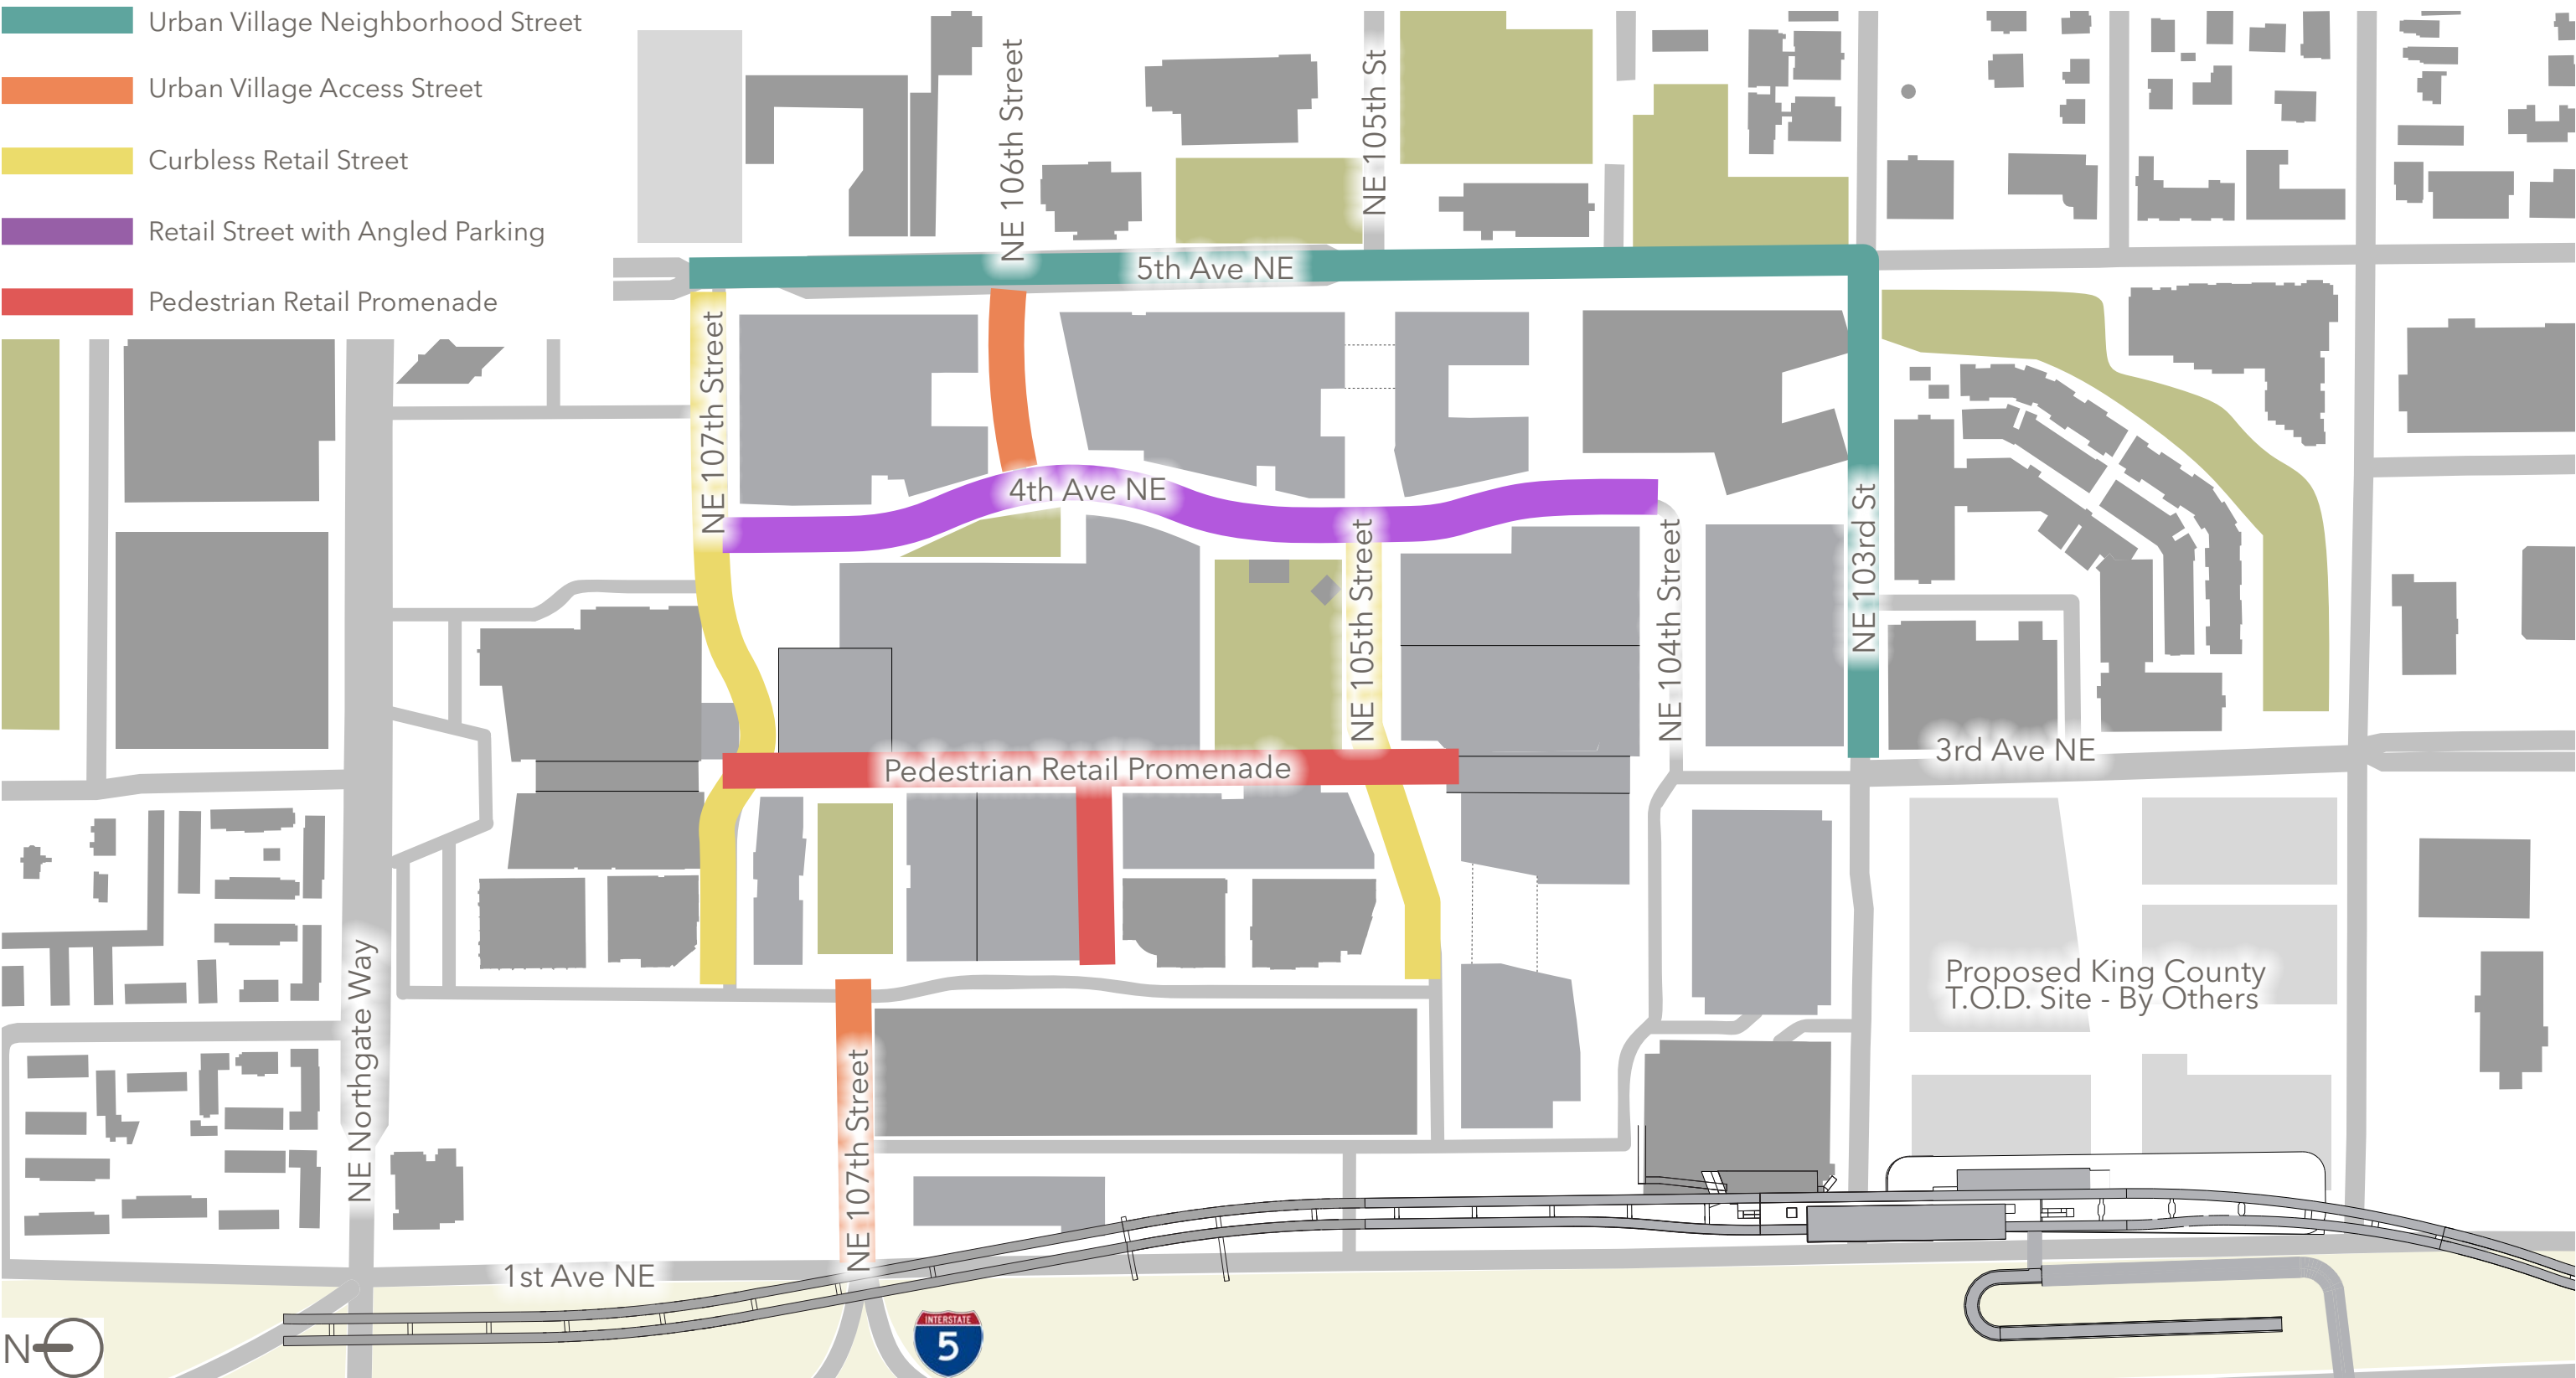 Urban Village Neighborhood Street
Urban Village Access Street
Curbless Retail Street
Retail Street with Angled Parking
Pedestrian Retail Promenade
NE 106th Street
NE 105th St
5th Ave NE
NE 107th Street
4th Ave NE
NE 105th Street
NE 104th Street
NE 103rd St
3rd Ave NE
Pedestrian Retail Promenade
NE Northgate Way
Proposed King County
T.O.D. Site - By Others
NE 107th Street
1st Ave NE
INTERSTATE
5
N